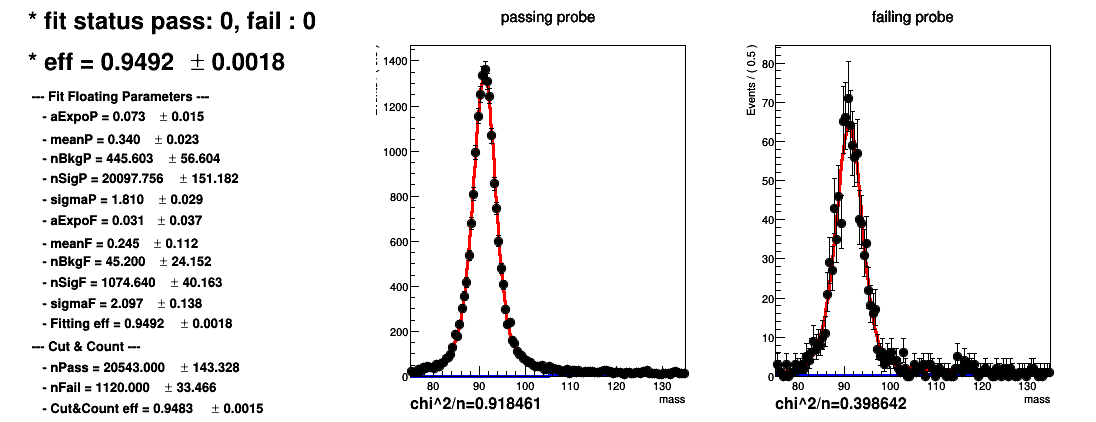 * fit status pass: 0, fail : 0
* eff = 0.9492 ± 0.0018
--- Fit Floating Parameters ---
- aExpoP = 0.073 ± 0.015
- meanP = 0.340 ± 0.023
- nBkgP = 445.603 ± 56.604
- nSigP = 20097.756 ± 151.182
- sigmaP = 1.810 ± 0.029
- aExpoF = 0.031 ± 0.037
- meanF = 0.245 ± 0.112
- nBkgF = 45.200 ± 24.152
- nSigF = 1074.640 ± 40.163
- sigmaF = 2.097 ± 0.138
- Fitting eff = 0.9492 ± 0.0018
--- Cut & Count ---
- nPass = 20543.000 ± 143.328
- nFail = 1120.000 ± 33.466
- Cut&Count eff = 0.9483 ± 0.0015
passing probe
1400
1200
1000
800
600
400
200
0
80 90 100 110 120 130
mass
chi^2/n=0.918461
failing probe
Events / ( 0.5 )
80
70
60
50
40
30
20
10
0
80 90 100 110 120 130
mass
chi^2/n=0.398642